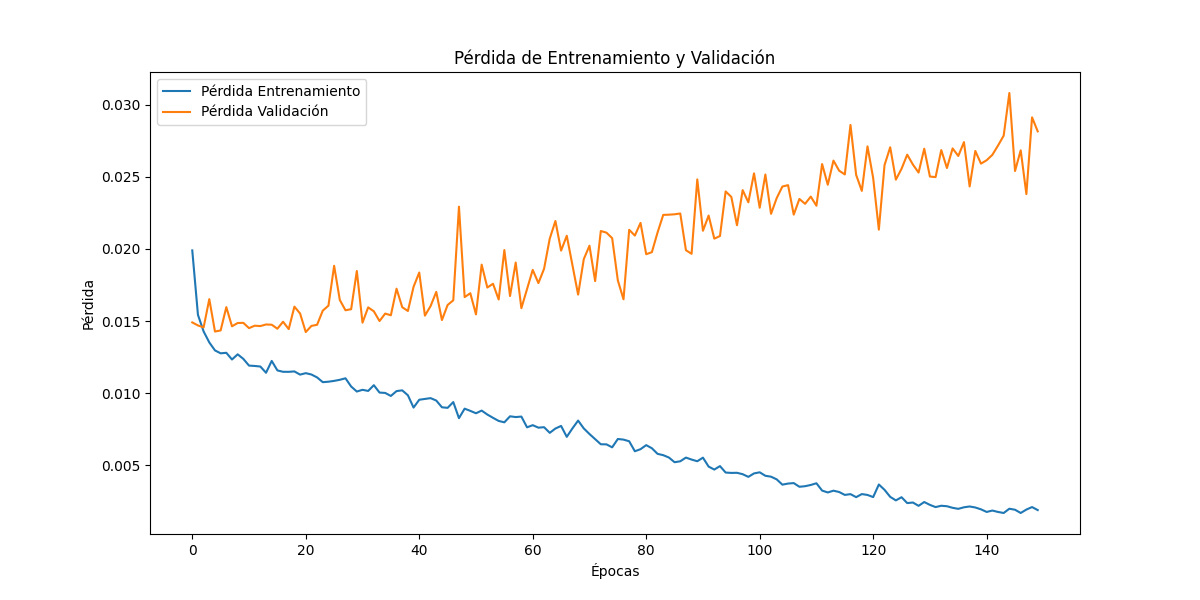 Pérdida de Entrenamiento y Validación
Pérdida Entrenamiento
Pérdida Validación
0.030
0.025
0.020
0.015
0.010
0.005
Pérdida
0 20 40 60 80 100 120 140
Épocas